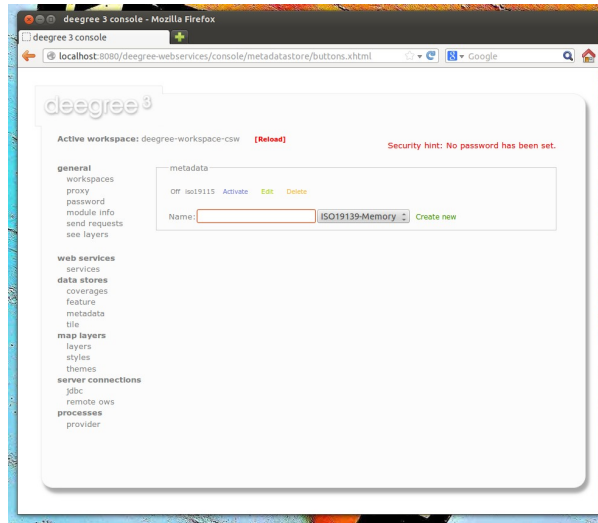 deegree 3 console - Mozilla Firefox
deegree 3 console
localhost:8080/deegree-webservices/console/metadatastore/buttons.xhtml
Google
deegree 3
Active workspace: deegree-workspace-csw [Reload]
Security hint: No password has been set.
general
workspaces
proxy
password
module info
send requests
see layers
web services
services
data stores
coverages
feature
metadata
tile
map layers
layers
styles
themes
server connections
jdbc
remote ows
processes
provider
metadata
Off iso19115 Activate Edit Delete
Name: ISO19139-Memory Create new